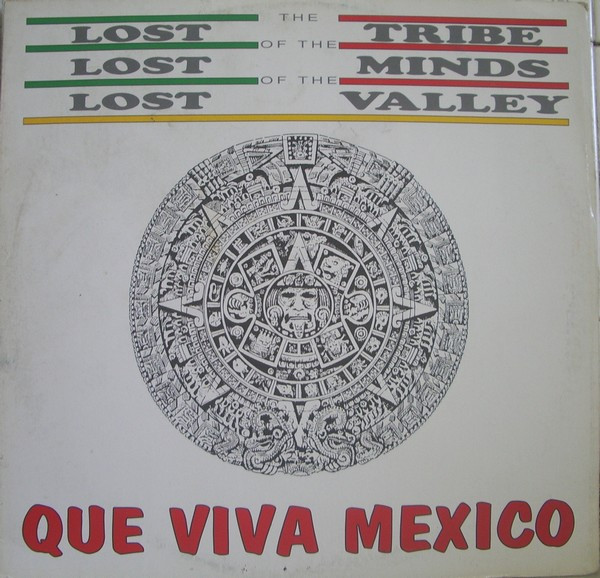 THE
LOST TRIBE
OF THE
LOST MINDS
OF THE
LOST VALLEY
QUE VIVA MEXICO